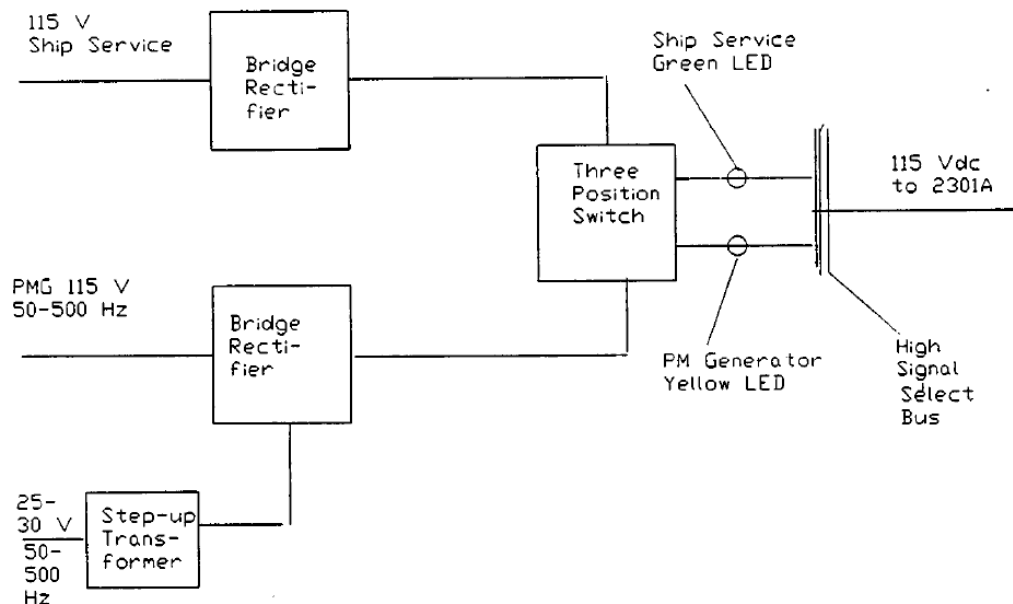 115 V
Ship Service
Bridge
Recti-
fier
Ship Service
Green LED
Three
Position
Switch
115 Vdc
to 2301A
PMG 115 V
50-500 Hz
Bridge
Recti-
fier
PM Generator
Yellow LED
High
Signal
Select
Bus
25-
30 V
50-
500
Hz
Step-up
Trans-
former